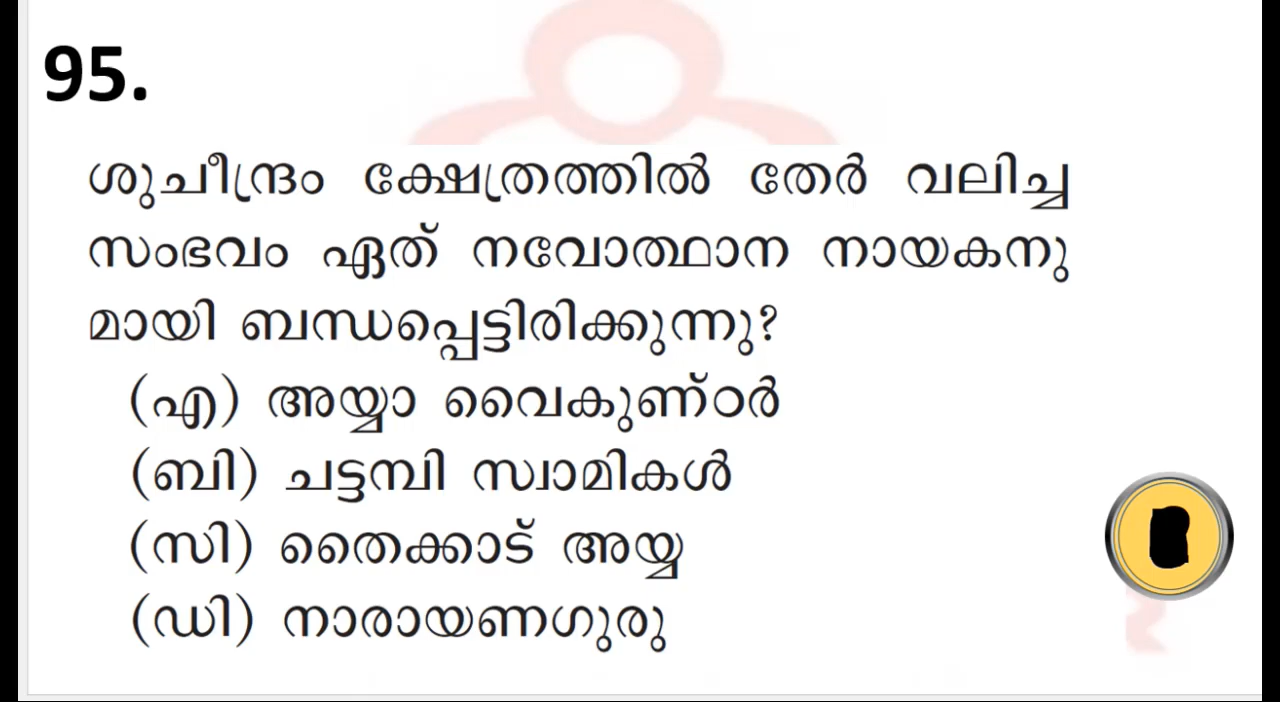 95.
ശുചീന്ദ്രം ക്ഷേത്രത്തിൽ തേർ വലിച്ച
സംഭവം ഏത് നവോത്ഥാന നായകനു
മായി ബന്ധപ്പെട്ടിരിക്കുന്നു?
(എ) അയ്യാ വൈകുണ്ഠർ
(ബി) ചട്ടമ്പി സ്വാമികൾ
(സി) തൈക്കാട് അയ്യ
(ഡി) നാരായണഗുരു